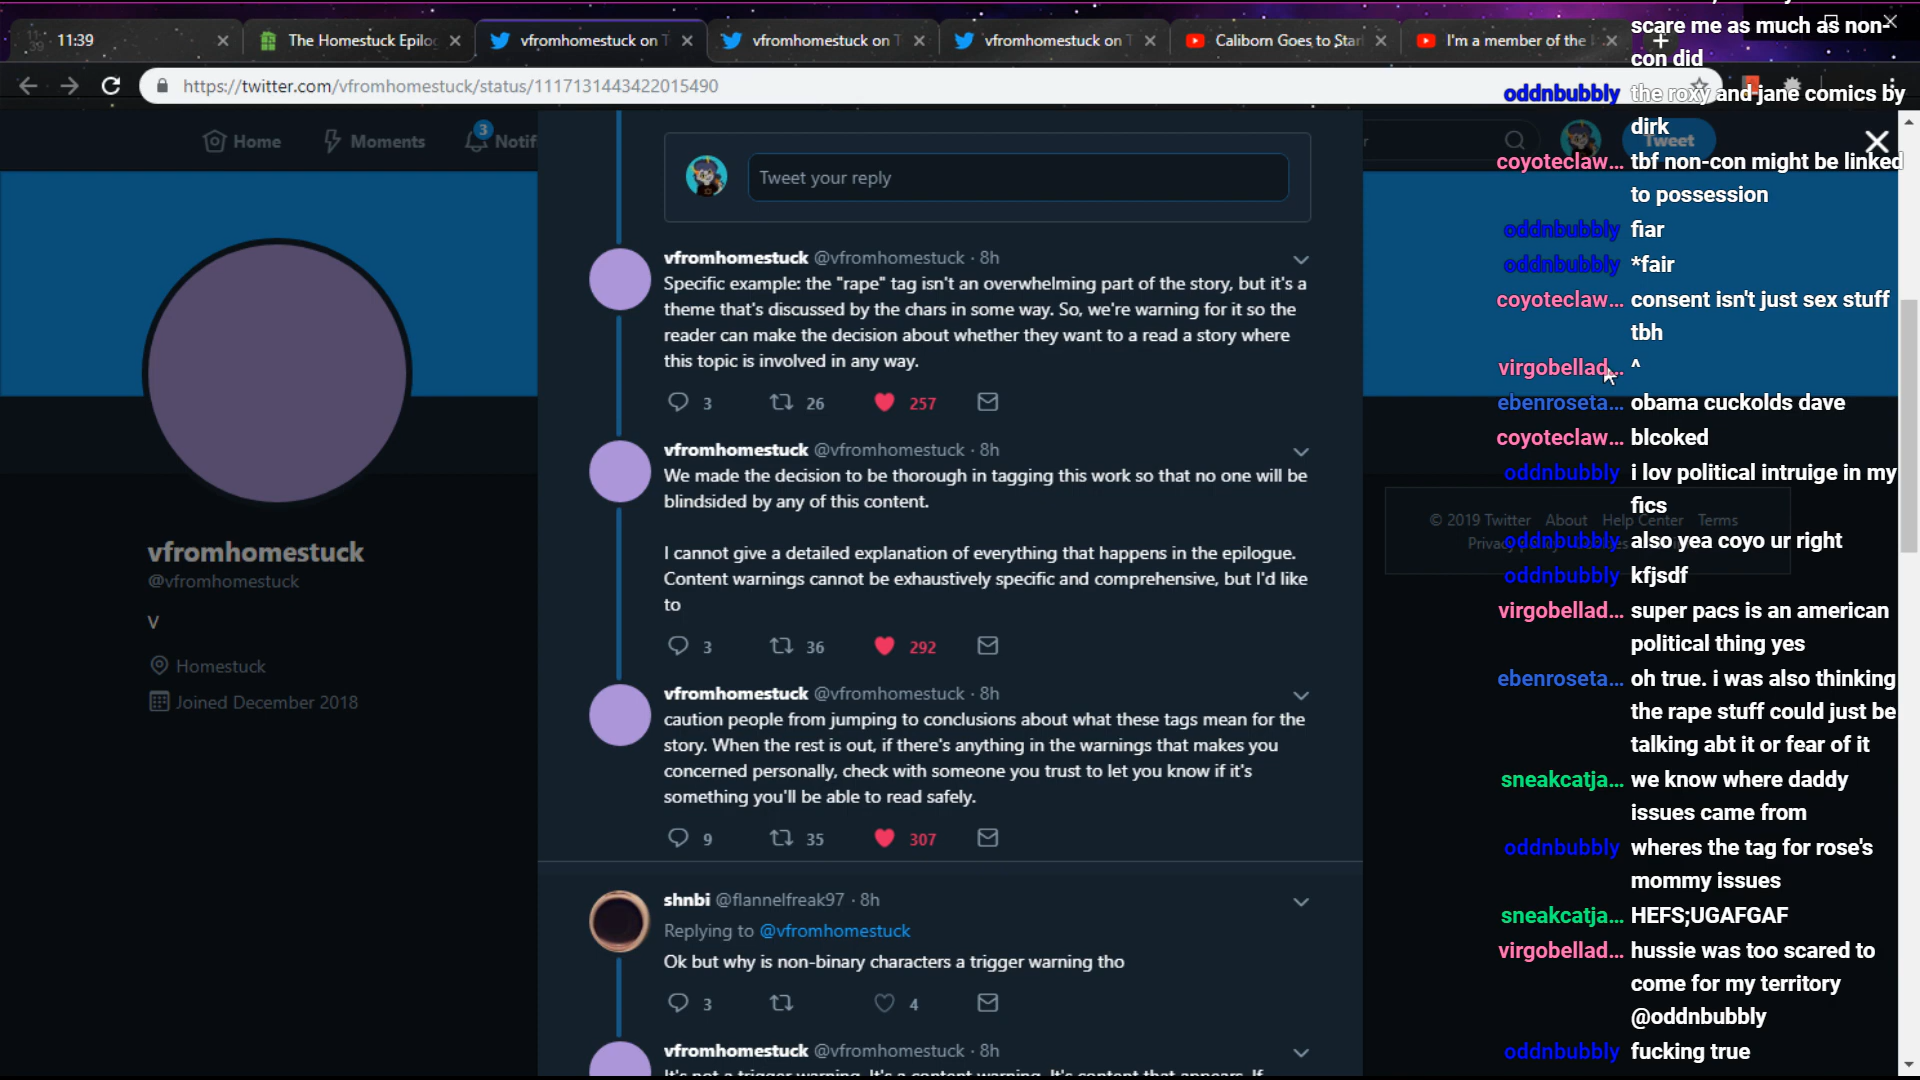 11:39
The Homestuck Epilog
vfromhomestuck on T
vfromhomestuck on T
vfromhomestuck on T
Caliborn Goes to Star
I'm a member of the
https://twitter.com/vfromhomestuck/status/1117131443422015490
Home
Moments
3
Notif
Tweet
Tweet your reply
vfromhomestuck @vfromhomestuck · 8h
Specific example: the "rape" tag isn't an overwhelming part of the story, but it's a
theme that's discussed by the chars in some way. So, we're warning for it so the
reader can make the decision about whether they want to a read a story where
this topic is involved in any way.
3 26 257
vfromhomestuck @vfromhomestuck · 8h
We made the decision to be thorough in tagging this work so that no one will be
blindsided by any of this content.
I cannot give a detailed explanation of everything that happens in the epilogue.
Content warnings cannot be exhaustively specific and comprehensive, but I'd like
to
3 36 292
vfromhomestuck @vfromhomestuck · 8h
caution people from jumping to conclusions about what these tags mean for the
story. When the rest is out, if there's anything in the warnings that makes you
concerned personally, check with someone you trust to let you know if it's
something you'll be able to read safely.
9 35 307
shnbi @flannelfreak97 · 8h
Replying to @vfromhomestuck
Ok but why is non-binary characters a trigger warning tho
3 4
vfromhomestuck @vfromhomestuck · 8h
It's not a trigger warning. It's a content warning. It's content that appears. If
vfromhomestuck
@vfromhomestuck
v
Homestuck
Joined December 2018
© 2019 Twitter About Help Center Terms
scare me as much as non-
con did
oddnbubbly the roxy and jane comics by
dirk
coyoteclaw... tbf non-con might be linked
to possession
oddnbubbly fiar
oddnbubbly *fair
coyoteclaw... consent isn't just sex stuff
tbh
virgobellad... ^
ebenroseta... obama cuckolds dave
coyoteclaw... blcoked
oddnbubbly i lov political intruige in my
fics
oddnbubbly also yea coyo ur right
oddnbubbly kfjsdf
virgobellad... super pacs is an american
political thing yes
ebenroseta... oh true. i was also thinking
the rape stuff could just be
talking abt it or fear of it
sneakcatja... we know where daddy
issues came from
oddnbubbly wheres the tag for rose's
mommy issues
sneakcatja... HEFS;UGAFGAF
virgobellad... hussie was too scared to
come for my territory
@oddnbubbly
oddnbubbly fucking true